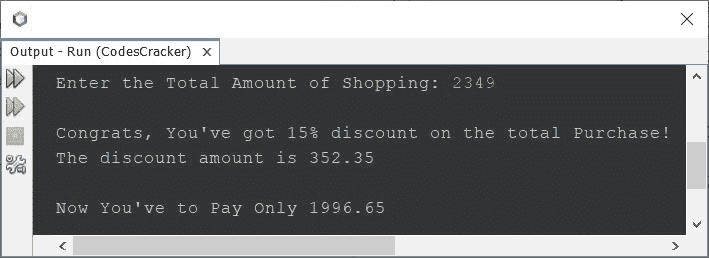 Output - Run (CodesCracker)
Enter the Total Amount of Shopping: 2349
Congrats, You've got 15% discount on the total Purchase!
The discount amount is 352.35
Now You've to Pay Only 1996.65